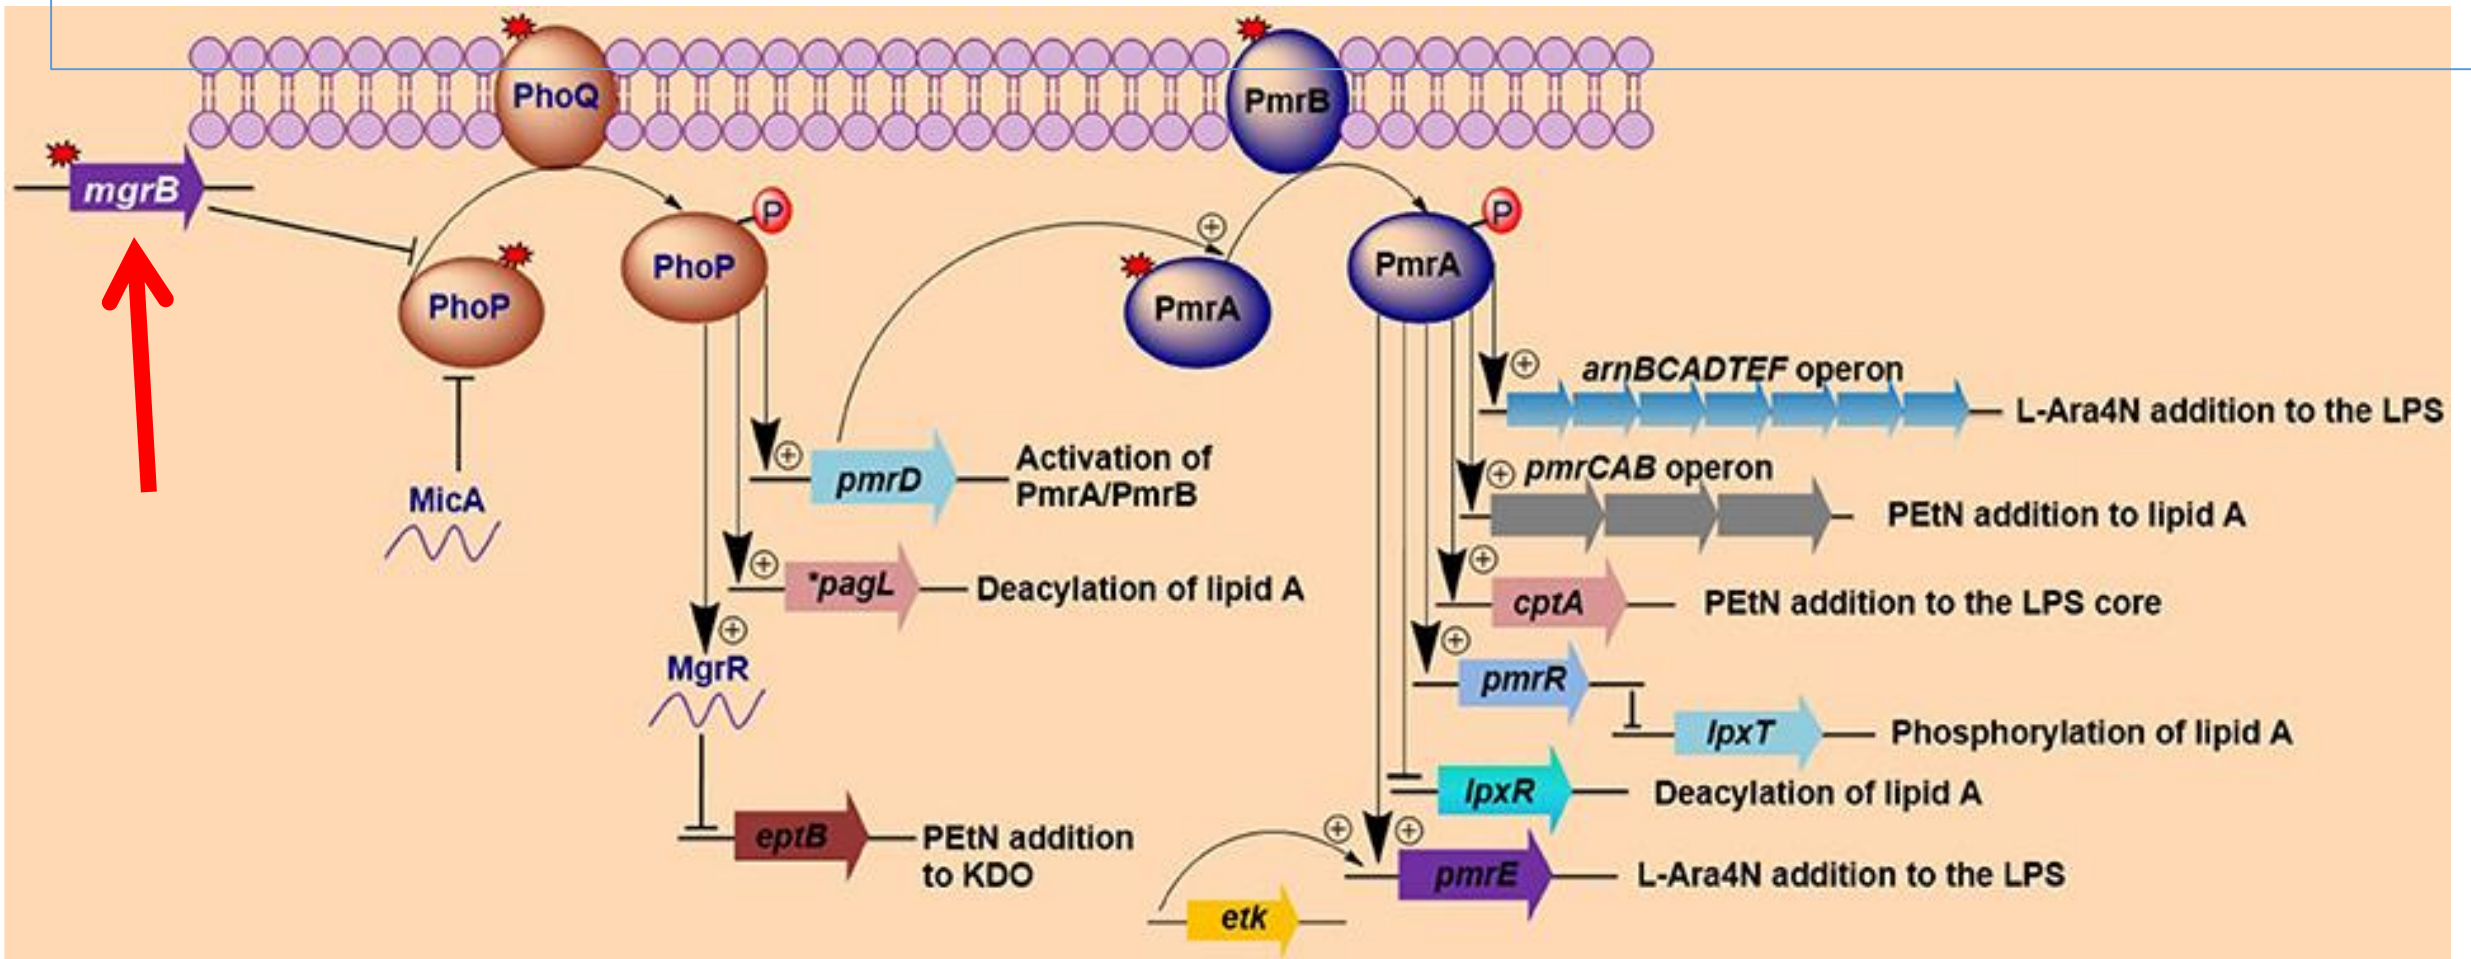 PhoQ
PmrB
mgrB
P
P
PhoP
PmrA
PhoP
PmrA
arnBCADTEF operon
L-Ara4N addition to the LPS
MicA
pmrD
Activation of
PmrA/PmrB
pmrCAB operon
PEtN addition to lipid A
*pagL
Deacylation of lipid A
cptA
PEtN addition to the LPS core
MgrR
pmrR
lpxT
Phosphorylation of lipid A
lpxR
Deacylation of lipid A
eptB
PEtN addition
to KDO
pmrE
L-Ara4N addition to the LPS
etk